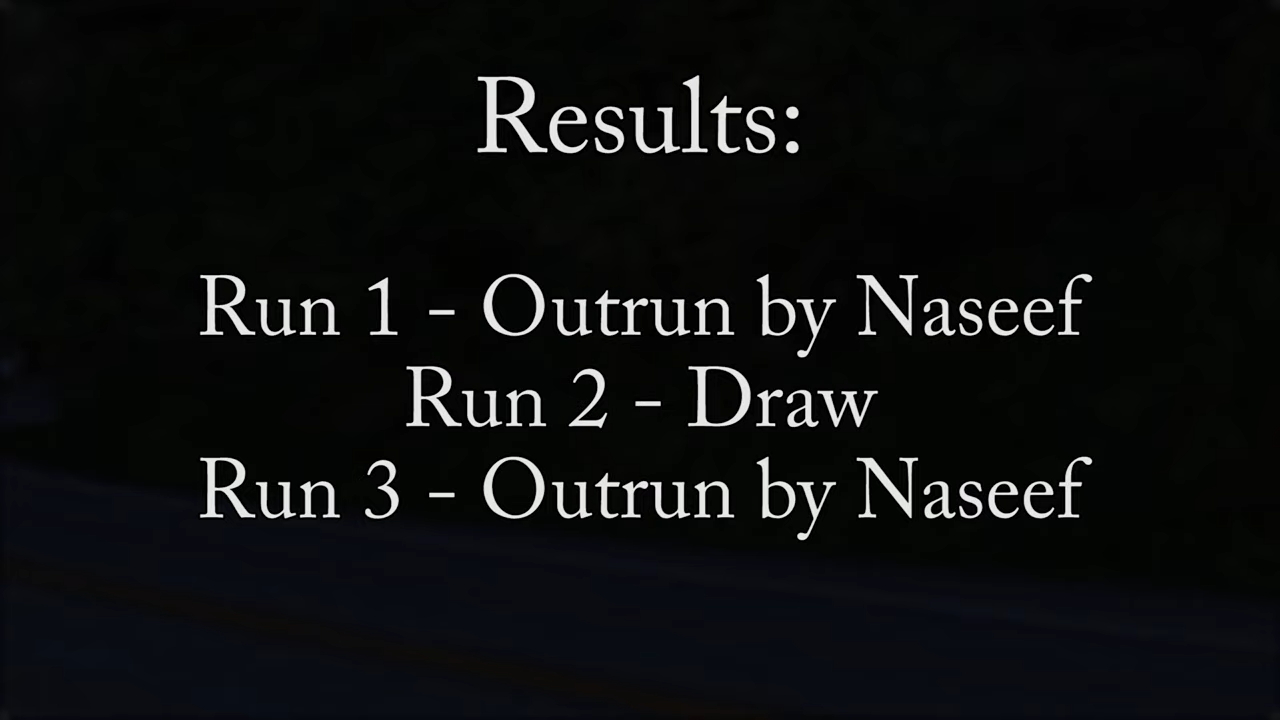 Results:
Run 1 - Outrun by Naseef
Run 2 - Draw
Run 3 - Outrun by Naseef